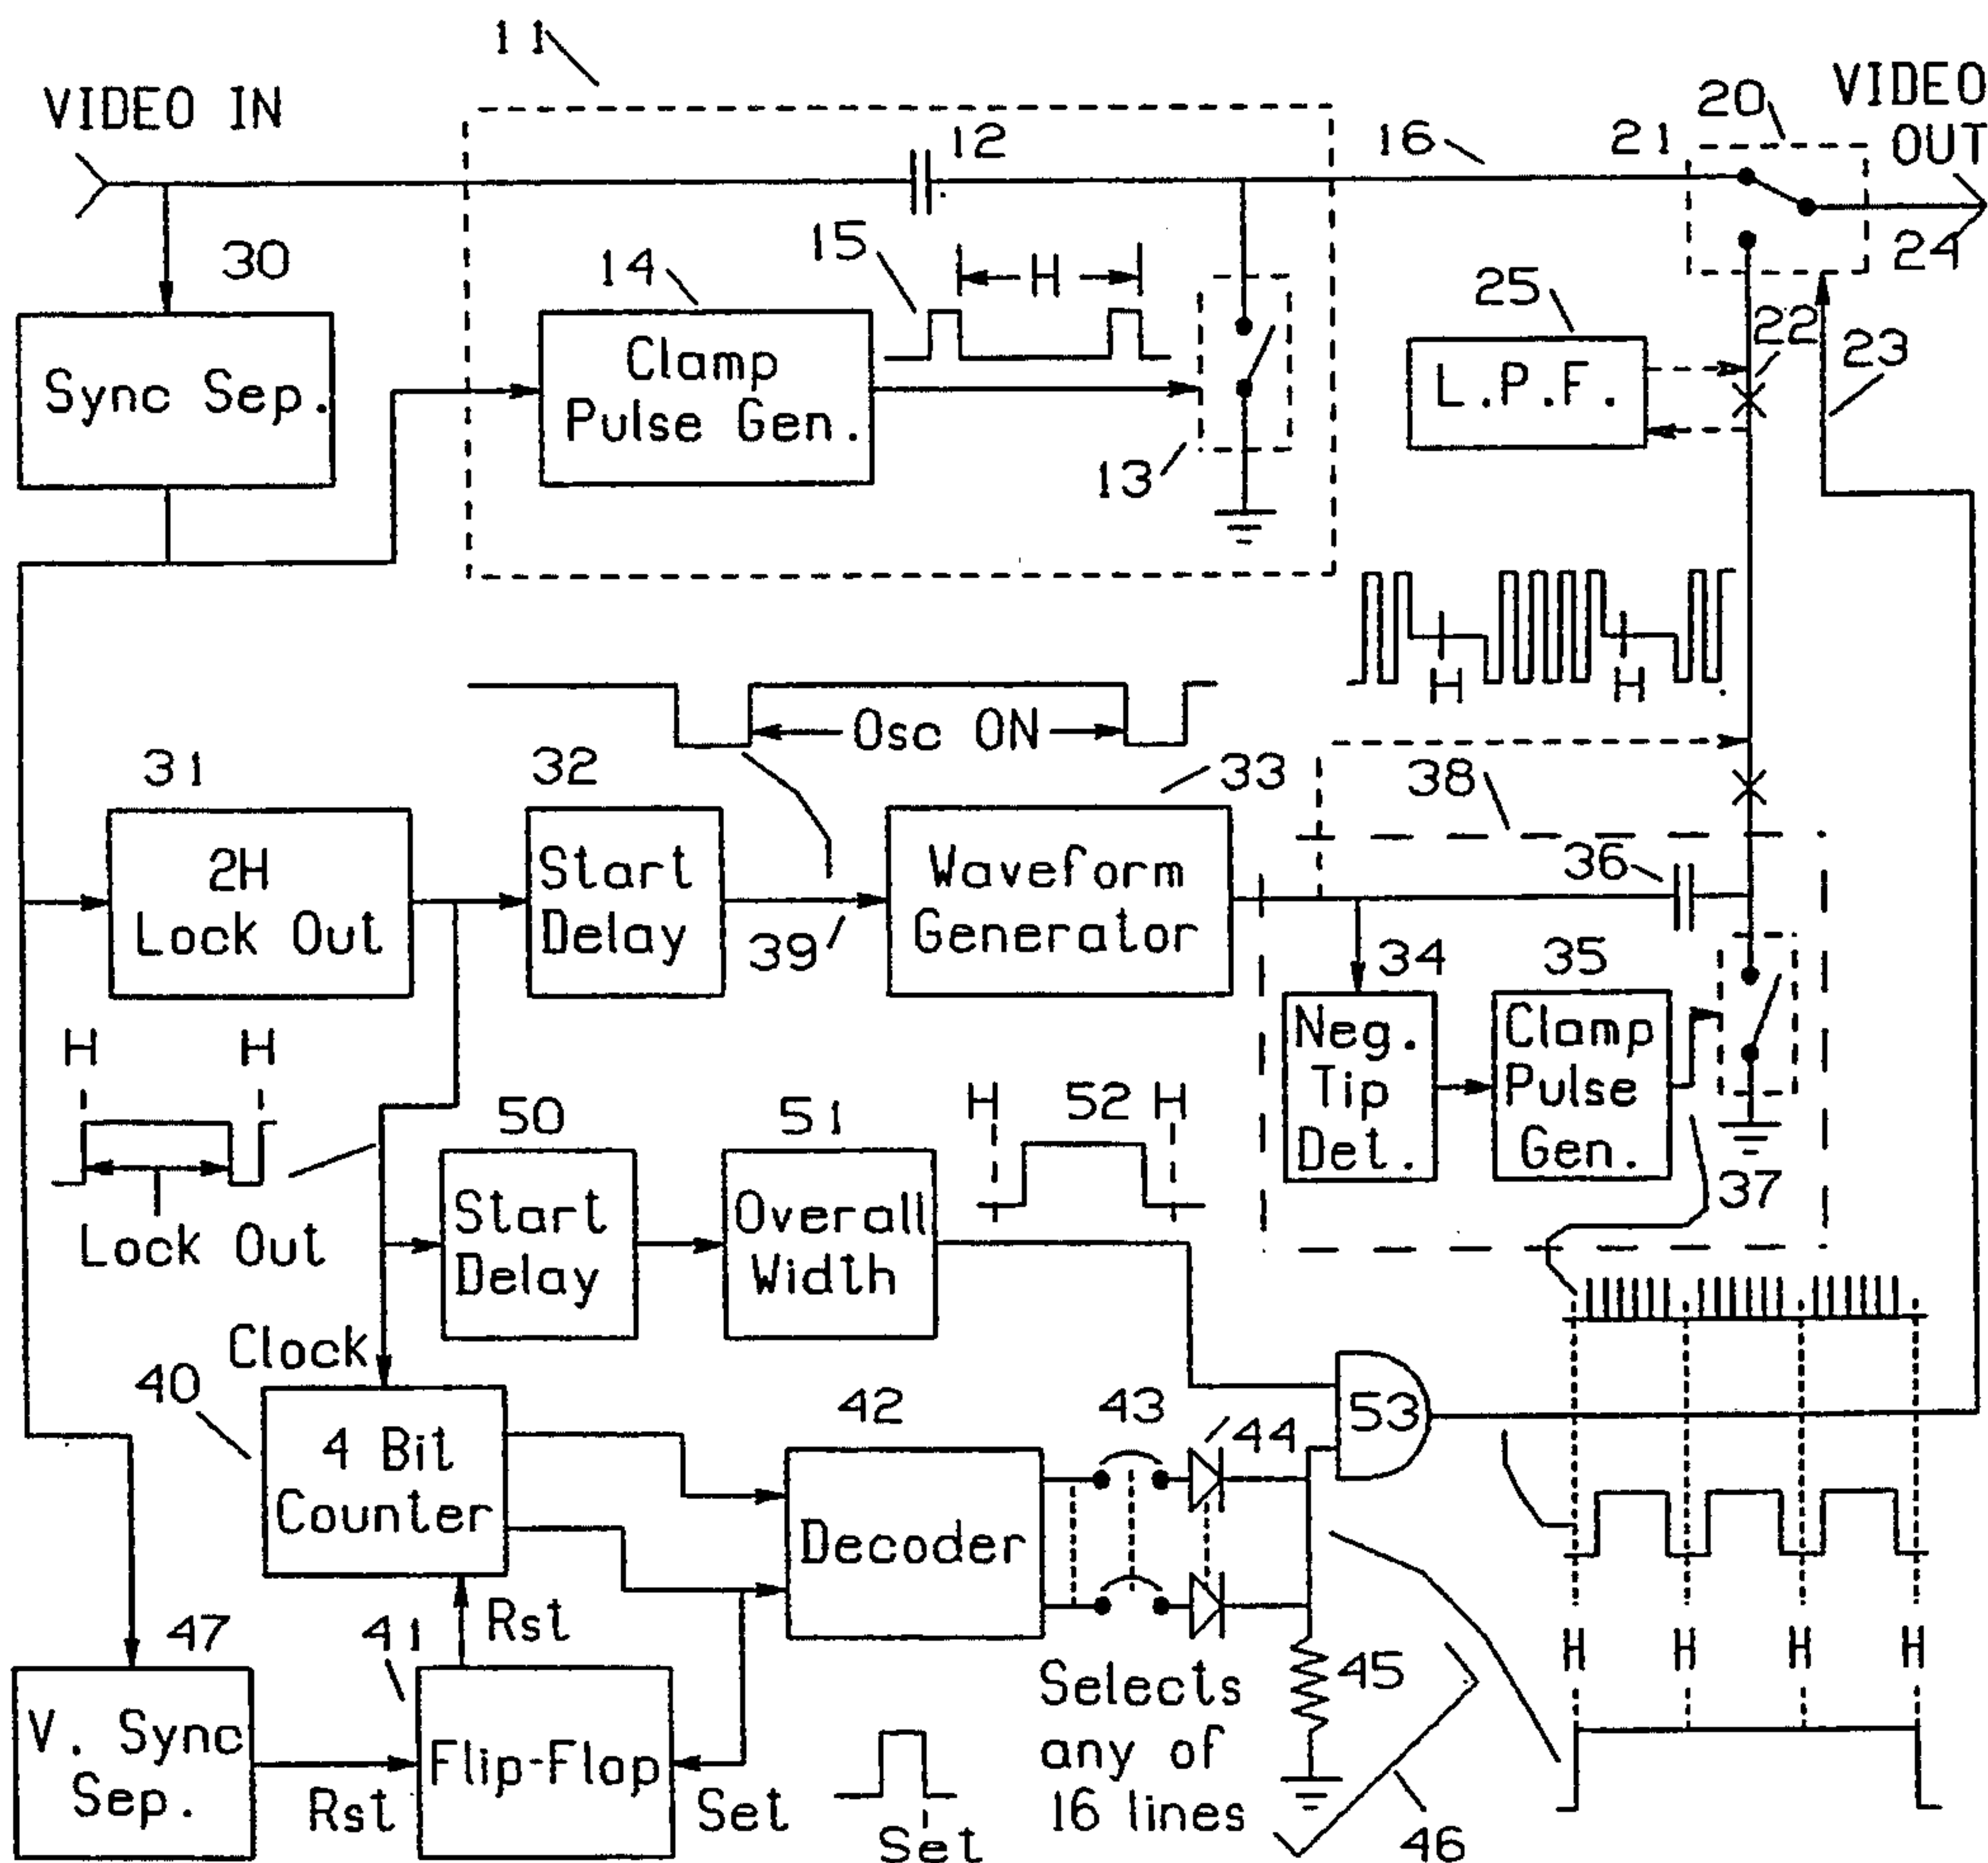 11
VIDEO IN
12
16
21
20
VIDEO
OUT
30
14
15
H
25
22
24
23
Sync Sep.
Clamp
Pulse Gen.
L.P.F.
13
H
H
Osc ON
31
32
33
38
2H
Lock Out
Start
Delay
39
Waveform
Generator
36
34
35
H
H
Neg.
Tip
Det.
Clamp
Pulse
Gen.
37
Lock Out
50
51
H
52
H
Start
Delay
Overall
Width
Clock
40
4 Bit
Counter
42
43
44
53
Decoder
Rst
47
41
V. Sync
Sep.
Rst
Flip-Flop
Set
Set
Selects
any of
16 lines
45
46
H
H
H
H